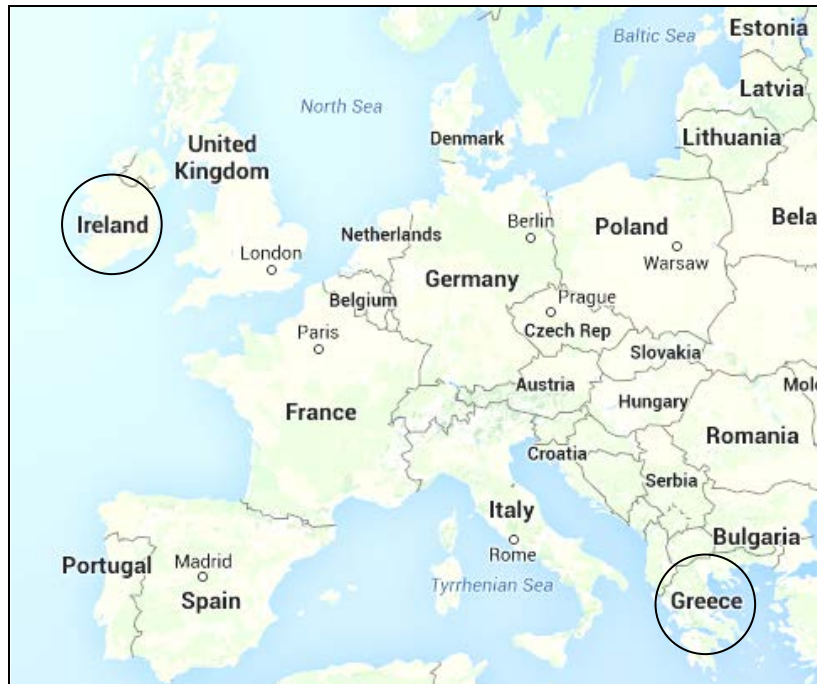 Estonia
Baltic Sea
Latvia
North Sea
Denmark
Lithuania
United
Kingdom
Ireland
Netherlands
Berlin
Poland
Bela
London
Germany
Warsaw
Belgium
Prague
Paris
Czech Rep
Slovakia
Austria
Mol
France
Hungary
Romania
Croatia
Serbia
Italy
Bulgaria
Rome
Portugal
Madrid
Tyrrhenian Sea
Spain
Greece